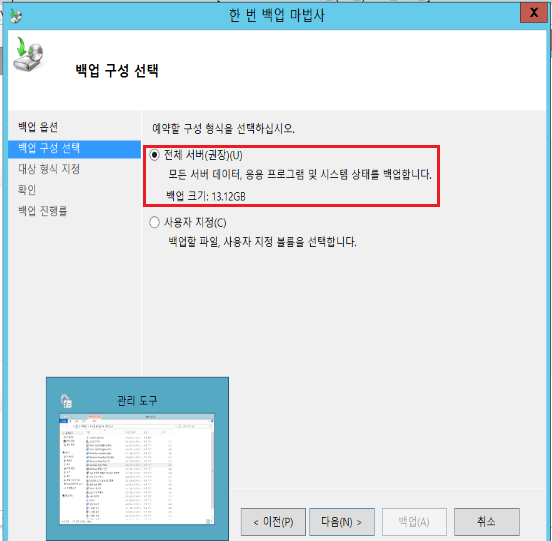 한 번 백업 마법사
X
백업 구성 선택
백업 옵션
백업 구성 선택
대상 형식 지정
확인
백업 진행률
예약할 구성 형식을 선택하십시오.
전체 서버(권장)(U)
모든 서버 데이터, 응용 프로그램 및 시스템 상태를 백업합니다.
백업 크기: 13.12GB
사용자 지정(C)
백업할 파일, 사용자 지정 볼륨을 선택합니다.
관리 도구
< 이전(P)
다음(N) >
백업(A)
취소